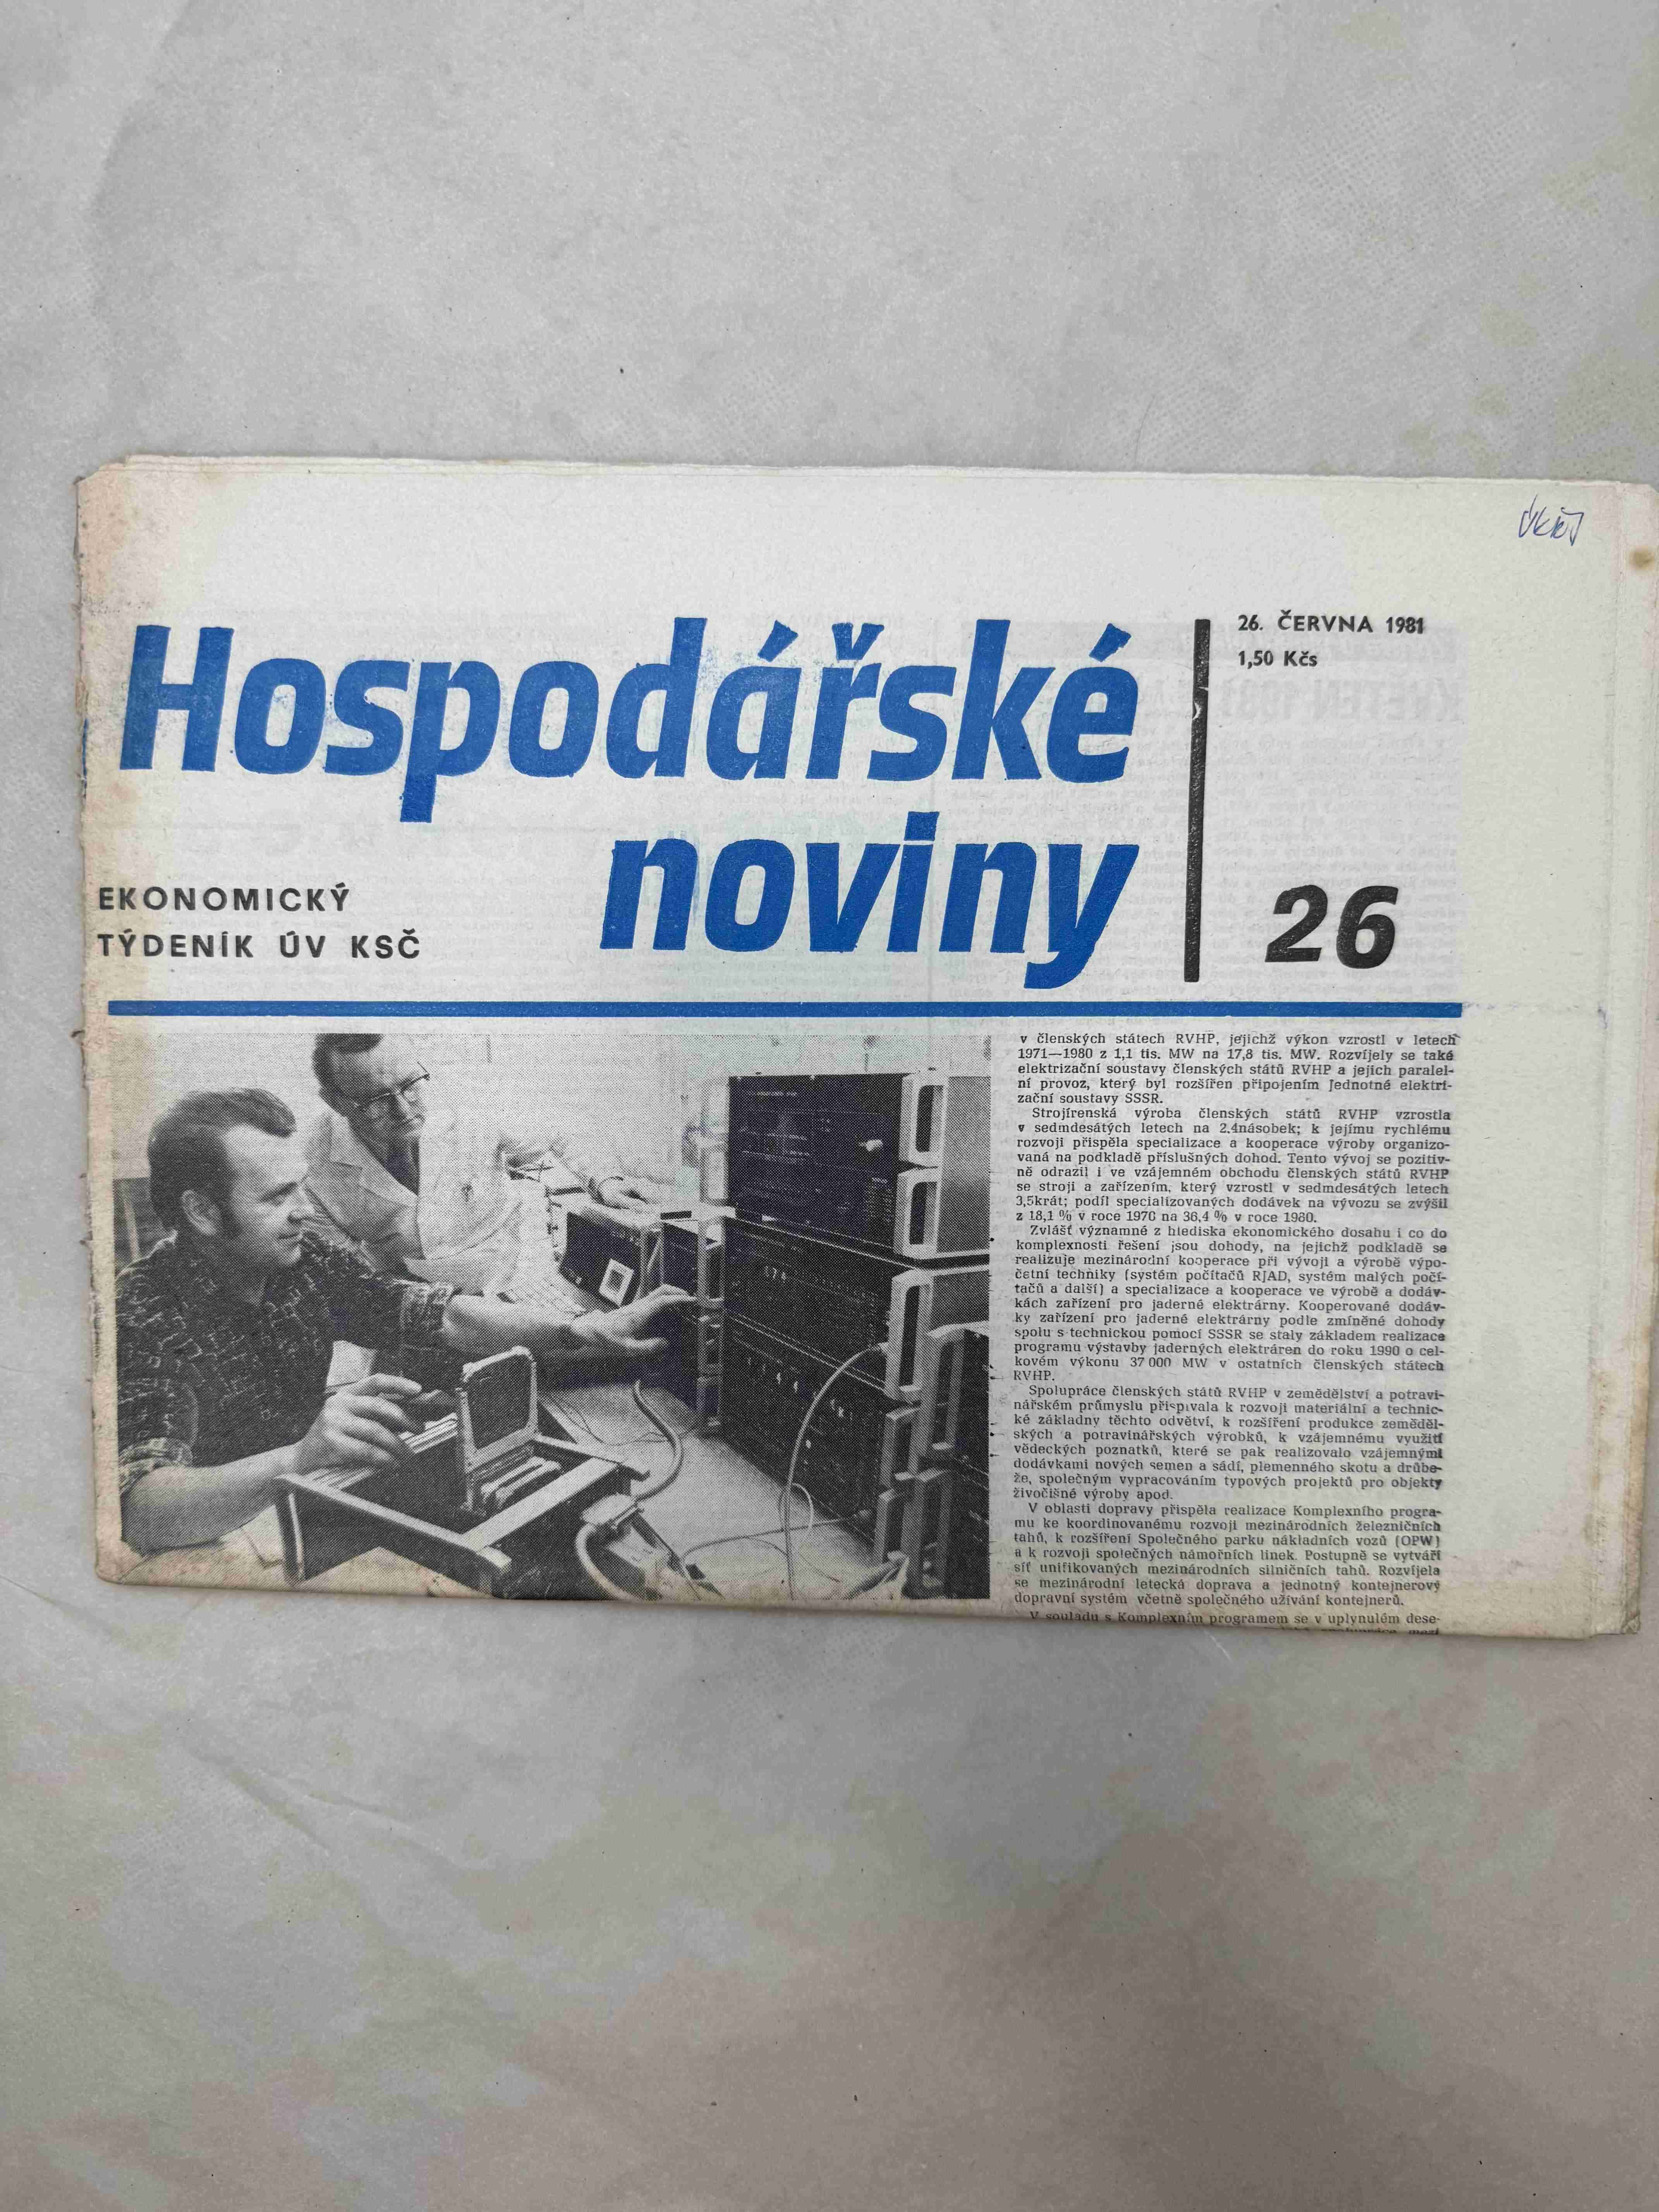 Hospodářské
noviny
EKONOMICKÝ
TÝDENÍK ÚV KSČ
26. ČERVNA 1981
1,50 Kčs
26
v členských státech RVHP, jejichž výkon vzrostl v letech
1971—1980 z 1,1 tis. MW na 17,8 tis. MW. Rozvíjely se také
elektrizační soustavy členských států RVHP a jejich paralel-
ní provoz, který byl rozšířen připojením Jednotné elektri-
zační soustavy SSSR.
Strojírenská výroba členských států RVHP vzrostla
v sedmdesátých letech na 2,4násobek; k jejímu rychlému
rozvoji přispěla specializace a kooperace výroby organizo-
vaná na podkladě příslušných dohod. Tento vývoj se pozitiv-
ně odrazil i ve vzájemném obchodu členských států RVHP
se stroji a zařízením, který vzrostl v sedmdesátých letech
3,5krát; podíl specializovaných dodávek na vývozu se zvýšil
z 18,1 % v roce 1970 na 36,4 % v roce 1980.
Zvlášť významné z hlediska ekonomického dosahu i co do
komplexnosti řešení jsou dohody, na jejichž podkladě se
realizuje mezinárodní kooperace při vývoji a výrobě výpo-
četní techniky (systém počítačů RJAD, systém malých počí-
tačů a další) a specializace a kooperace ve výrobě a dodáv-
kách zařízení pro jaderné elektrárny. Kooperované dodáv-
ky zařízení pro jaderné elektrárny podle zmíněné dohody
spolu s technickou pomocí SSSR se staly základem realizace
programu výstavby jaderných elektráren do roku 1990 o cel-
kovém výkonu 37 000 MW v ostatních členských státech
RVHP.
Spolupráce členských států RVHP v zemědělství a potravi-
nářském průmyslu přispívala k rozvoji materiální a technic-
ké základny těchto odvětví, k rozšíření produkce zeměděl-
ských a potravinářských výrobků, k vzájemnému využití
vědeckých poznatků, které se pak realizovalo vzájemnými
dodávkami nových semen a sádí, plemenného skotu a drůbe-
že, společným vypracováním typových projektů pro objekty
živočišné výroby apod.
V oblasti dopravy přispěla realizace Komplexního progra-
mu ke koordinovanému rozvoji mezinárodních železničních
tahů, k rozšíření Společného parku nákladních vozů (OPW)
a k rozvoji společných námořních linek. Postupně se vytváří
síť unifikovaných mezinárodních silničních tahů. Rozvíjela
se mezinárodní letecká doprava a jednotný kontejnerový
dopravní systém včetně společného užívání kontejnerů.
V souladu s Komplexním programem se v uplynulém dese-